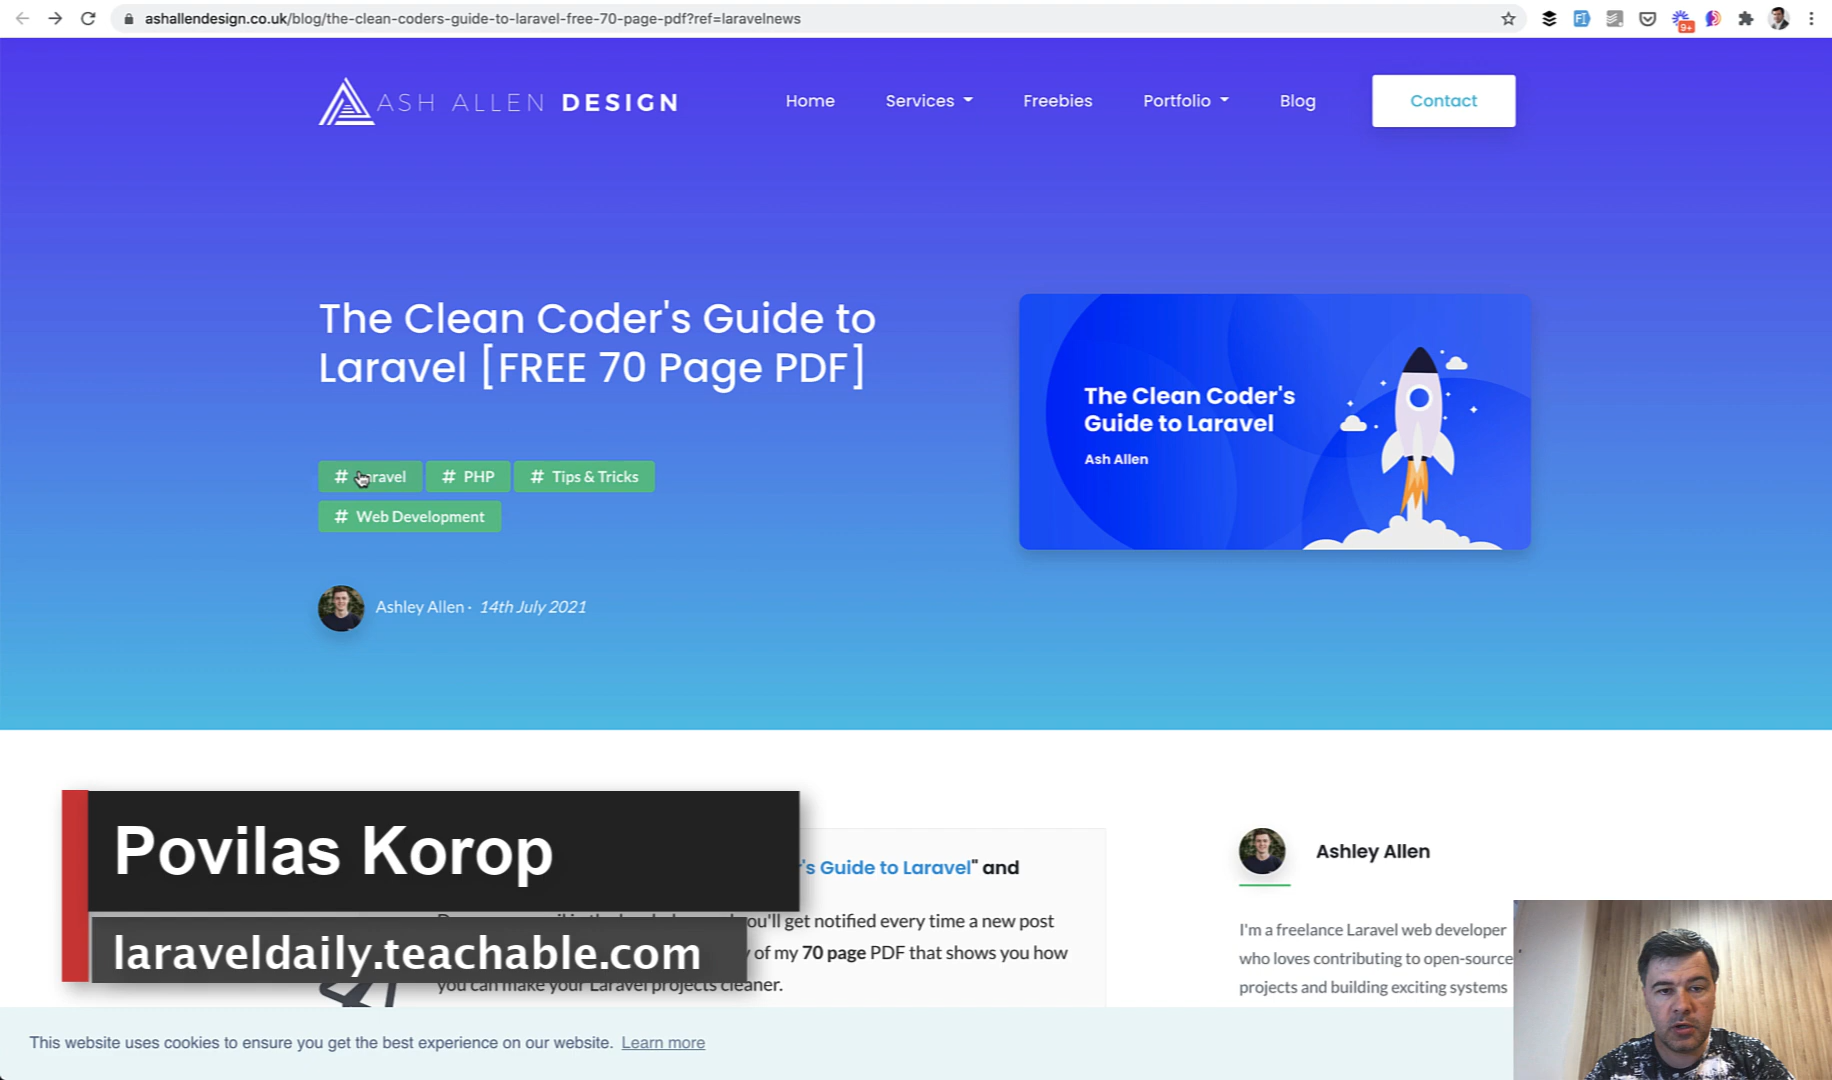 ashallendesign.co.uk/blog/the-clean-coders-guide-to-laravel-free-70-page-pdf?ref=laravelnews
9+
ASH ALLEN DESIGN
Home
Services
Freebies
Portfolio
Blog
Contact
The Clean Coder's Guide to
Laravel [FREE 70 Page PDF]
The Clean Coder's
Guide to Laravel
Ash Allen
# Laravel
# PHP
# Tips & Tricks
# Web Development
Ashley Allen · 14th July 2021
Povilas Korop
laraveldaily.teachable.com
's Guide to Laravel" and
you'll get notified every time a new post
of my 70 page PDF that shows you how
you can make your Laravel projects cleaner.
Ashley Allen
I'm a freelance Laravel web developer
who loves contributing to open-source
projects and building exciting systems
This website uses cookies to ensure you get the best experience on our website. Learn more